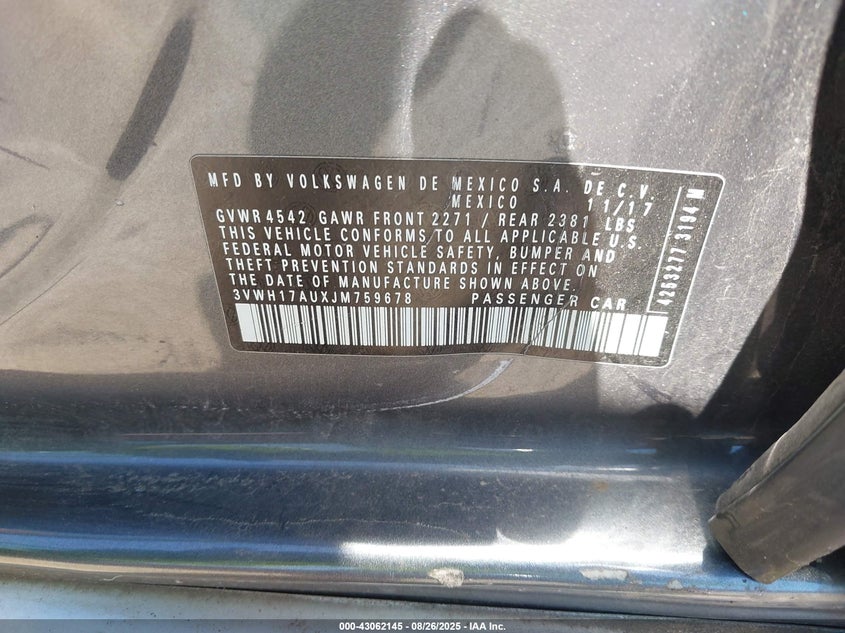 MFD BY VOLKSWAGEN DE MEXICO S.A. DE C.V.
MEXICO 11/17
GVWR 4542 GAWR FRONT 2271 / REAR 2381 LBS
THIS VEHICLE CONFORMS TO ALL APPLICABLE U.S.
FEDERAL MOTOR VEHICLE SAFETY, BUMPER AND
THEFT PREVENTION STANDARDS IN EFFECT ON
THE DATE OF MANUFACTURE SHOWN ABOVE.
3VWH17AUXJM759678 PASSENGER CAR
4263277 3194 M
000-43062145 - 08/26/2025 - IAA Inc.